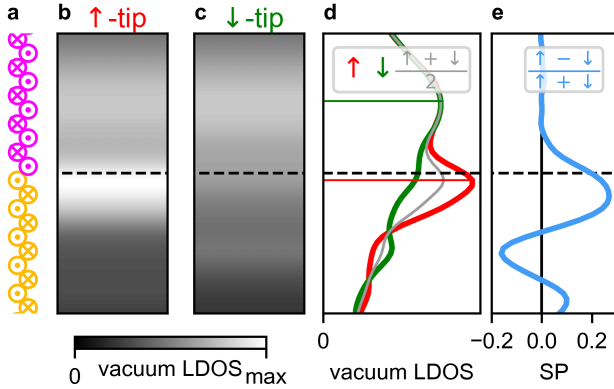 a b c d e
↑-tip ↓-tip
↑ ↓ ↑ + ↓ / 2
↑ − ↓ / ↑ + ↓
0 −0.2 0.0 0.2
vacuum LDOS SP
0 vacuum LDOS max